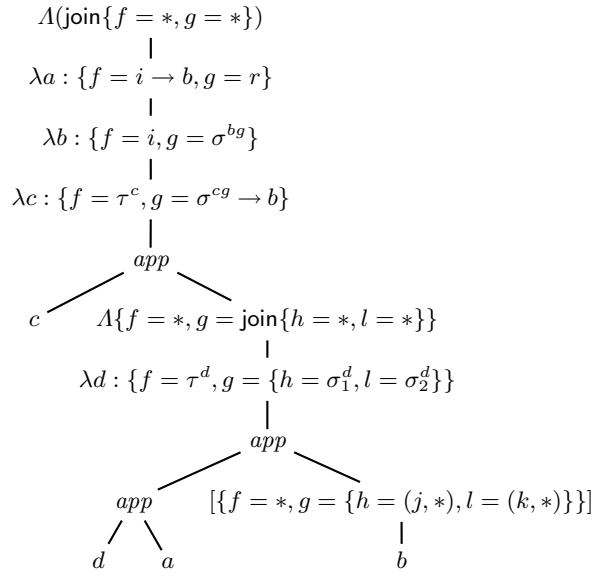 Λ(join{f = ∗, g = ∗})
λa : {f = i → b, g = r}
λb : {f = i, g = σ^{bg}}
λc : {f = τ^c, g = σ^{cg} → b}
app
c Λ{f = ∗, g = join{h = ∗, l = ∗}}
λd : {f = τ^d, g = {h = σ_1^d, l = σ_2^d}}
app
app [{f = ∗, g = {h = (j, ∗), l = (k, ∗)}}]
d a b